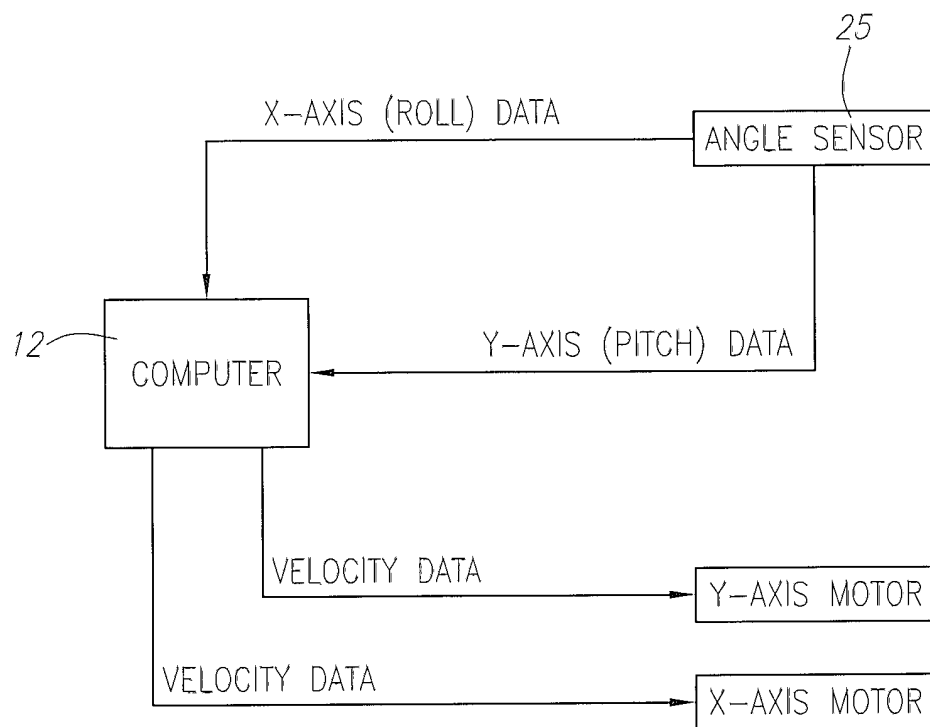 25
X-AXIS (ROLL) DATA
ANGLE SENSOR
12
COMPUTER
Y-AXIS (PITCH) DATA
VELOCITY DATA
Y-AXIS MOTOR
VELOCITY DATA
X-AXIS MOTOR